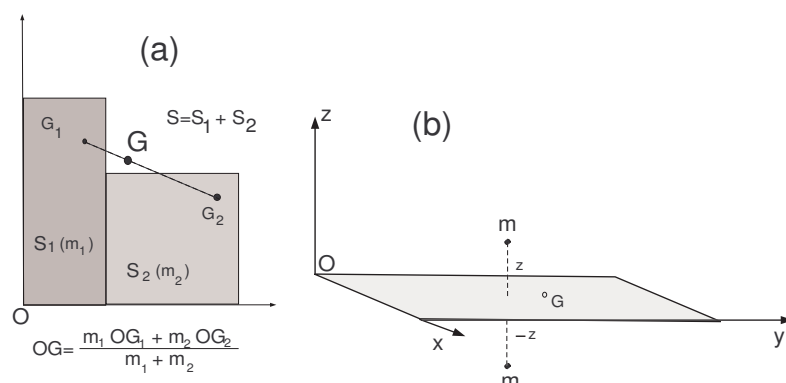 (a)
G1
G
S=S1 + S2
G2
S1 (m1)
S2 (m2)
O
OG= m1 OG1 + m2 OG2
m1 + m2
(b)
z
O
m
z
G
−z
x
y
m